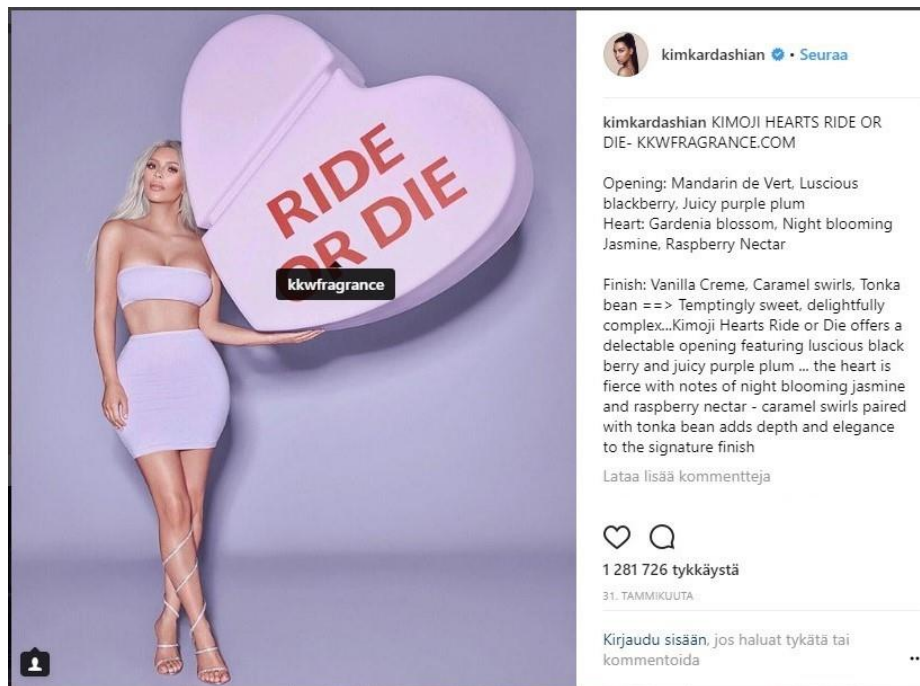 RIDE
OR DIE
kkwfragrance
kimkardashian • Seuraa
kimkardashian KIMOJI HEARTS RIDE OR
DIE- KKWFRAGRANCE.COM
Opening: Mandarin de Vert, Luscious
blackberry, Juicy purple plum
Heart: Gardenia blossom, Night blooming
Jasmine, Raspberry Nectar
Finish: Vanilla Creme, Caramel swirls, Tonka
bean ==> Temptingly sweet, delightfully
complex...Kimoji Hearts Ride or Die offers a
delectable opening featuring luscious black
berry and juicy purple plum ... the heart is
fierce with notes of night blooming jasmine
and raspberry nectar - caramel swirls paired
with tonka bean adds depth and elegance
to the signature finish
Lataa lisää kommentteja
1 281 726 tykkäystä
31. TAMMIKUUTA
Kirjaudu sisään, jos haluat tykätä tai
kommentoida